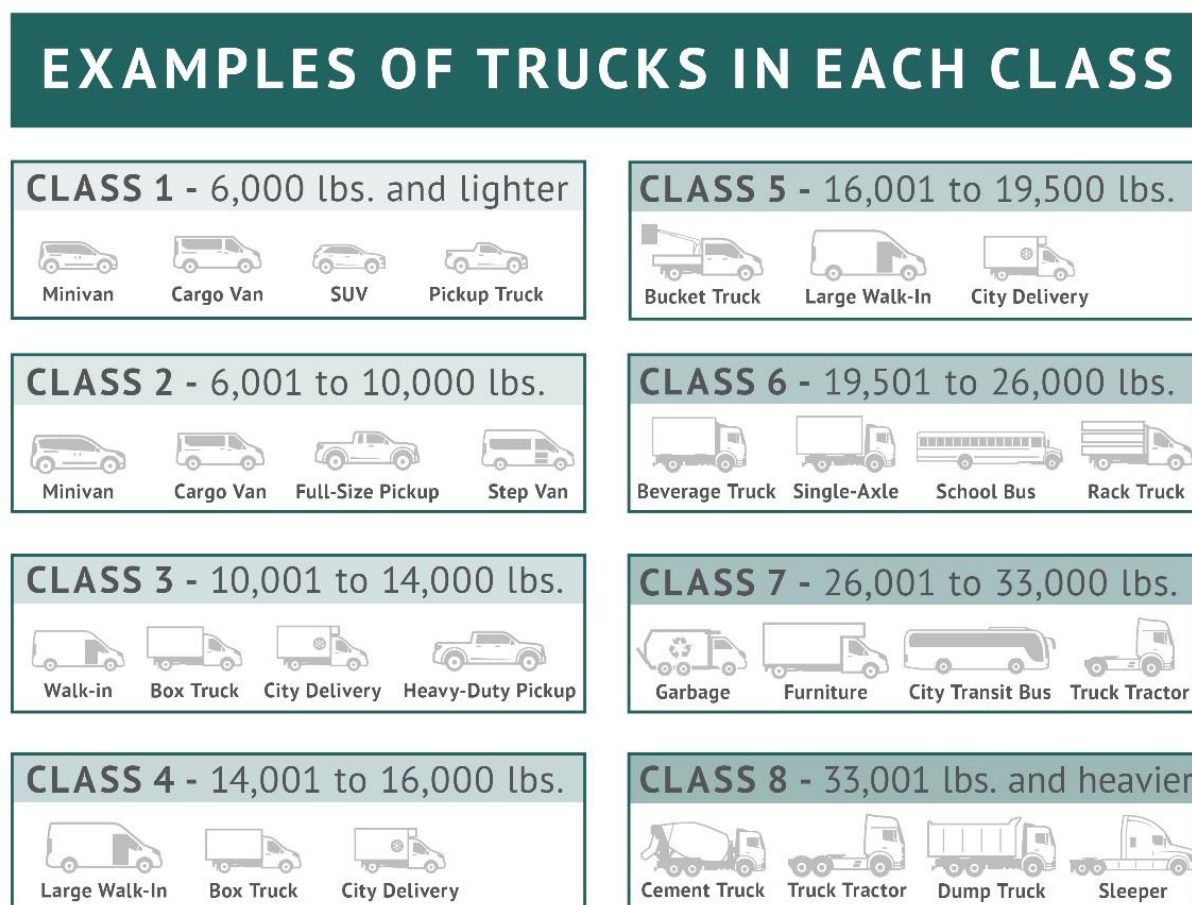 EXAMPLES OF TRUCKS IN EACH CLASS
CLASS 1 - 6,000 lbs. and lighter
Minivan Cargo Van SUV Pickup Truck
CLASS 2 - 6,001 to 10,000 lbs.
Minivan Cargo Van Full-Size Pickup Step Van
CLASS 3 - 10,001 to 14,000 lbs.
Walk-in Box Truck City Delivery Heavy-Duty Pickup
CLASS 4 - 14,001 to 16,000 lbs.
Large Walk-In Box Truck City Delivery
CLASS 5 - 16,001 to 19,500 lbs.
Bucket Truck Large Walk-In City Delivery
CLASS 6 - 19,501 to 26,000 lbs.
Beverage Truck Single-Axle School Bus Rack Truck
CLASS 7 - 26,001 to 33,000 lbs.
Garbage Furniture City Transit Bus Truck Tractor
CLASS 8 - 33,001 lbs. and heavier
Cement Truck Truck Tractor Dump Truck Sleeper